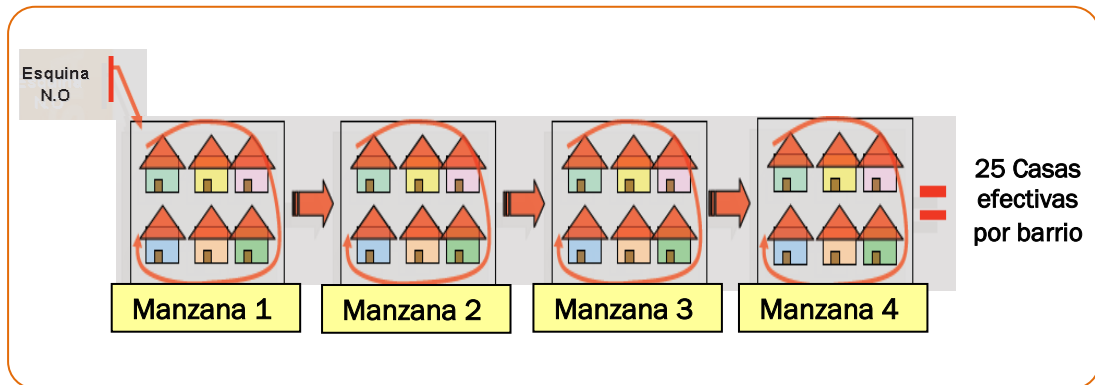 Esquina
N.O
25 Casas
efectivas
por barrio
Manzana 1
Manzana 2
Manzana 3
Manzana 4